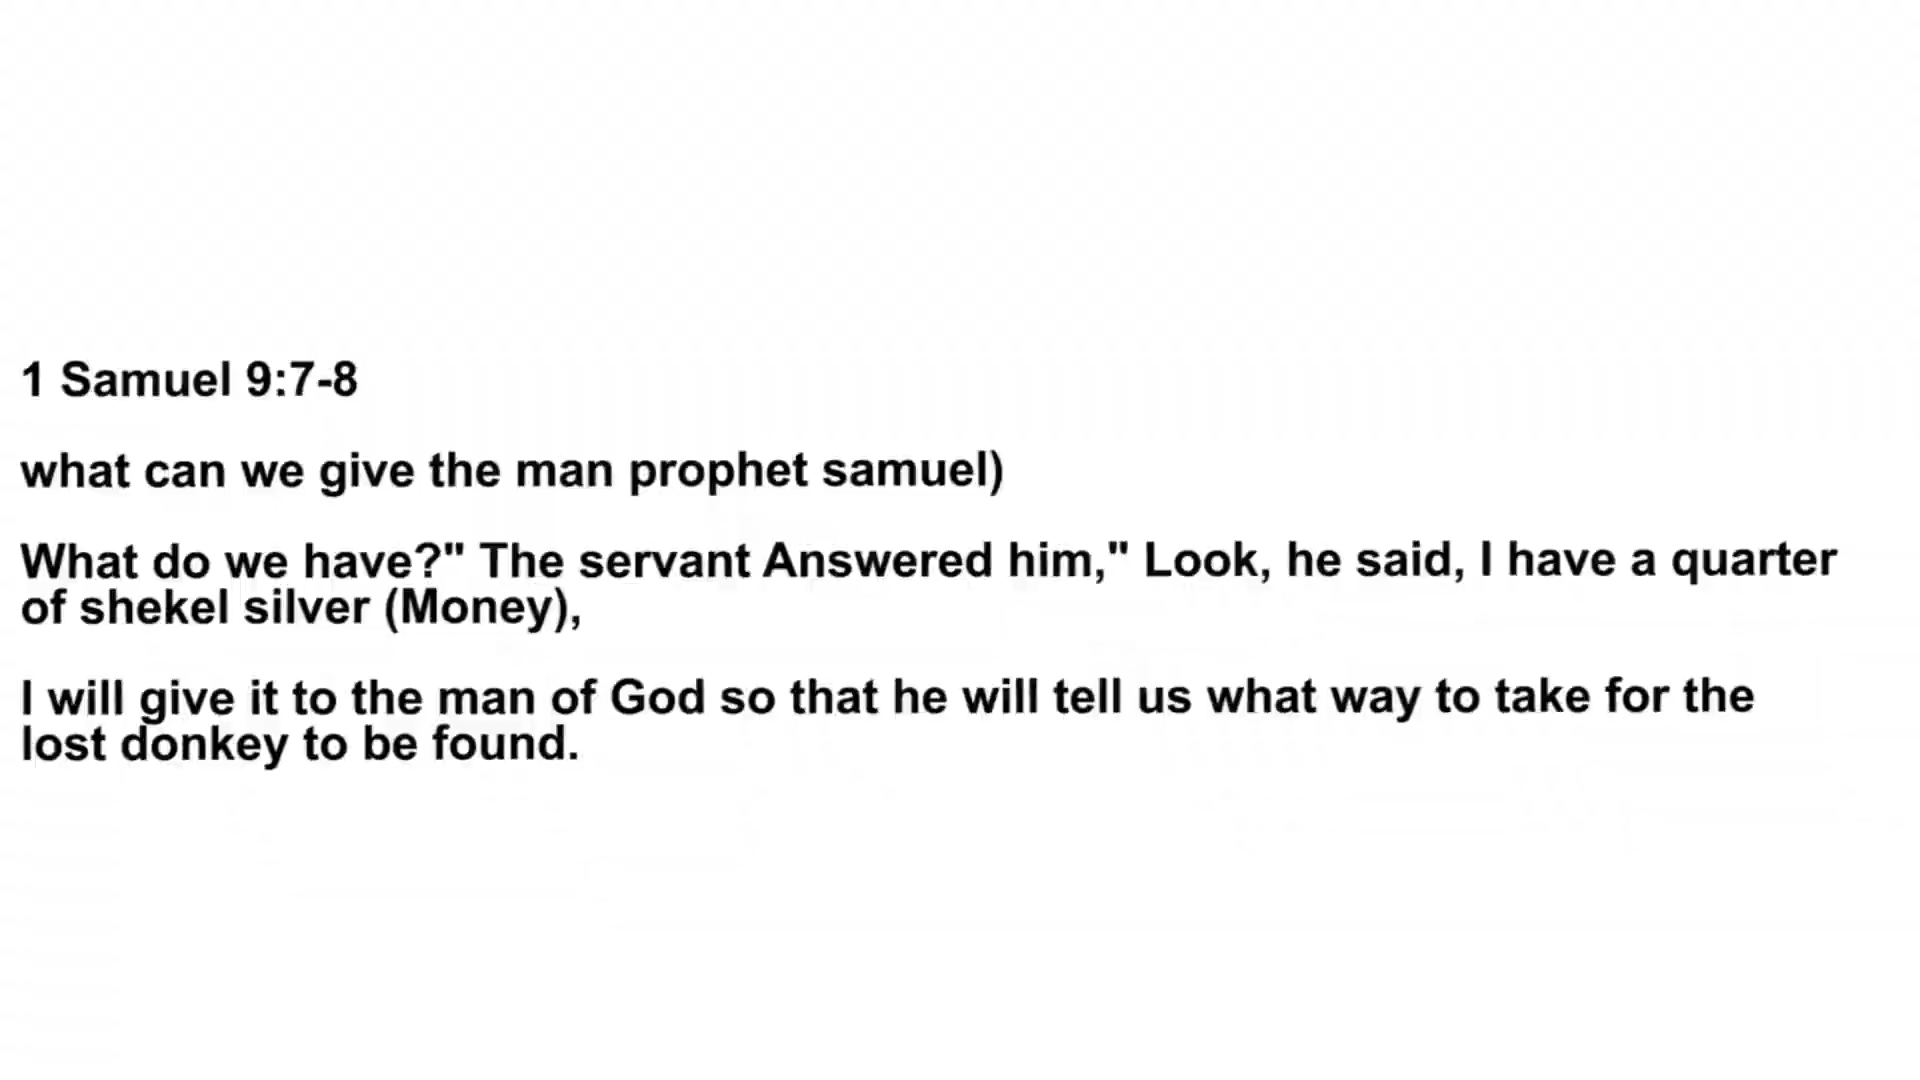 1 Samuel 9:7-8
what can we give the man prophet samuel)
What do we have?" The servant Answered him," Look, he said, I have a quarter
of shekel silver (Money),
I will give it to the man of God so that he will tell us what way to take for the
lost donkey to be found.